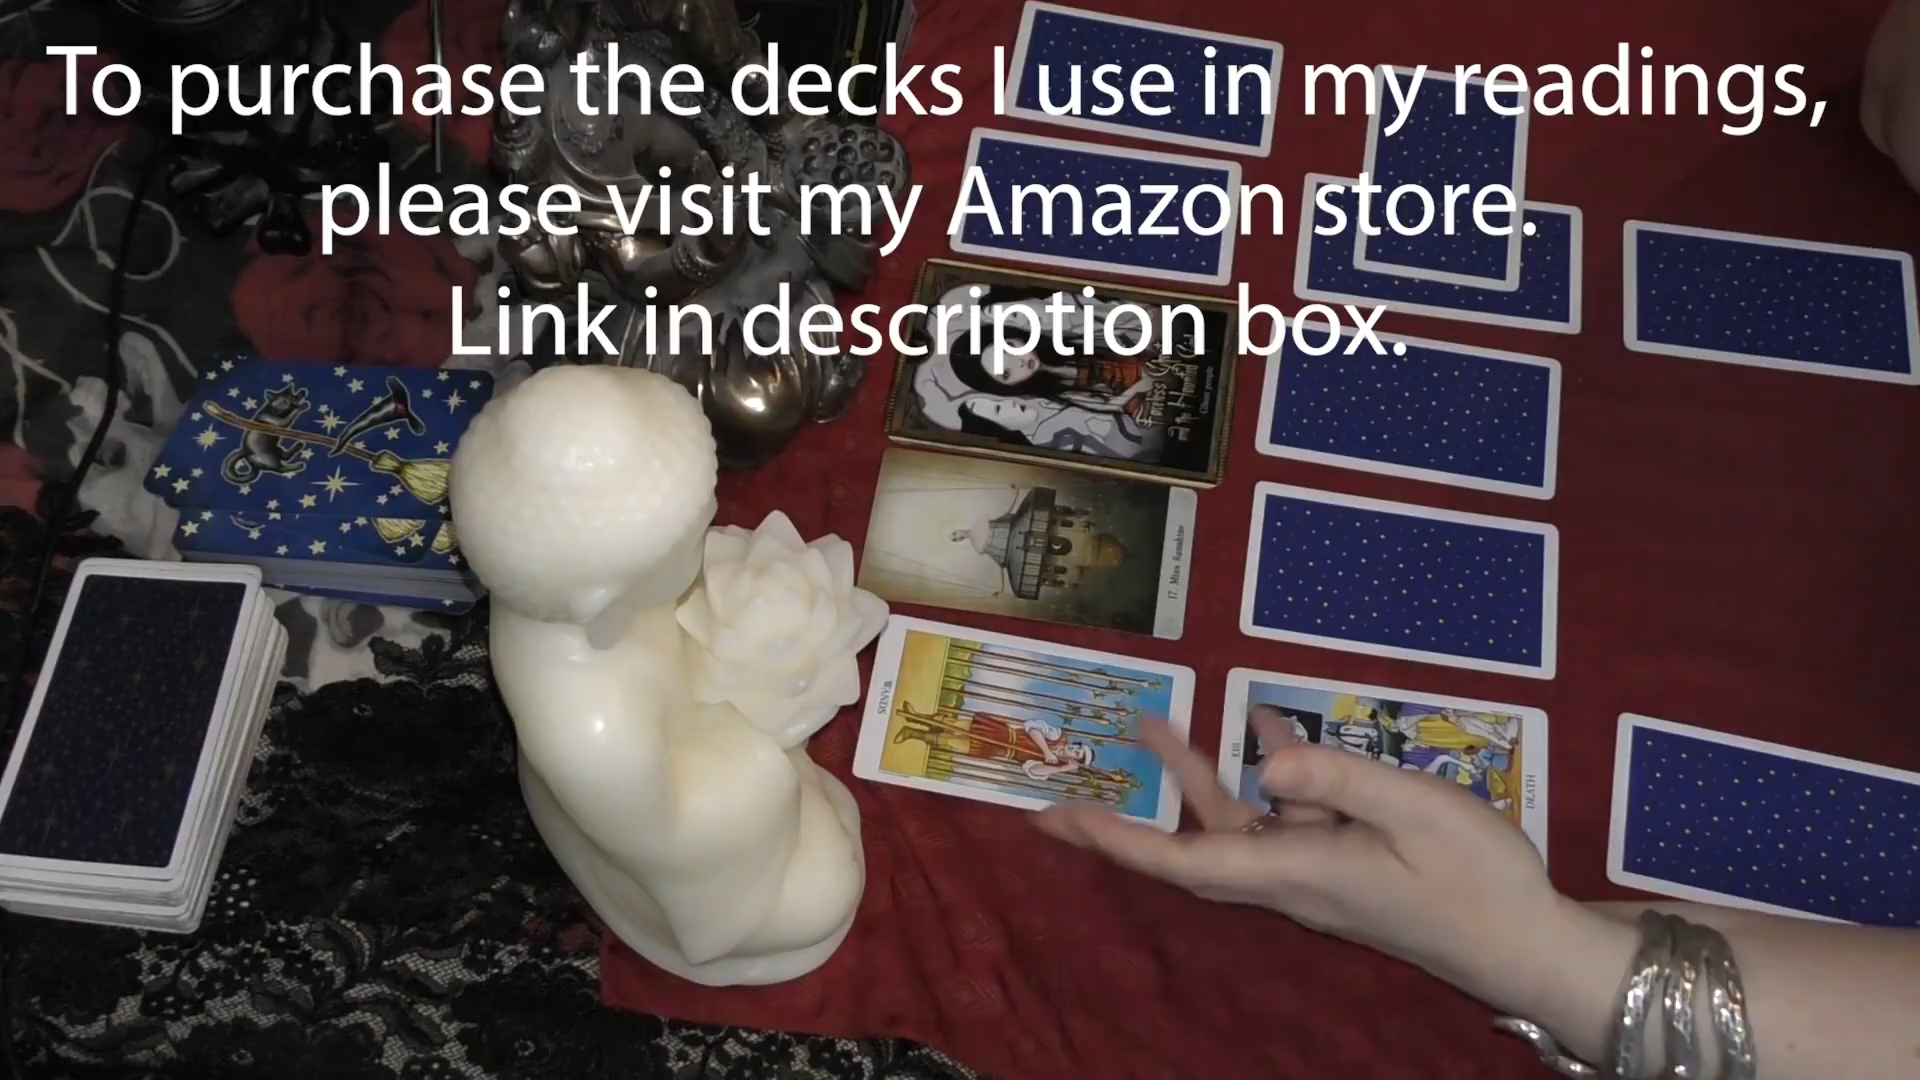 To purchase the decks I use in my readings,
please visit my Amazon store.
Link in description box.
17. Miss Sunshine
WANDS
DEATH